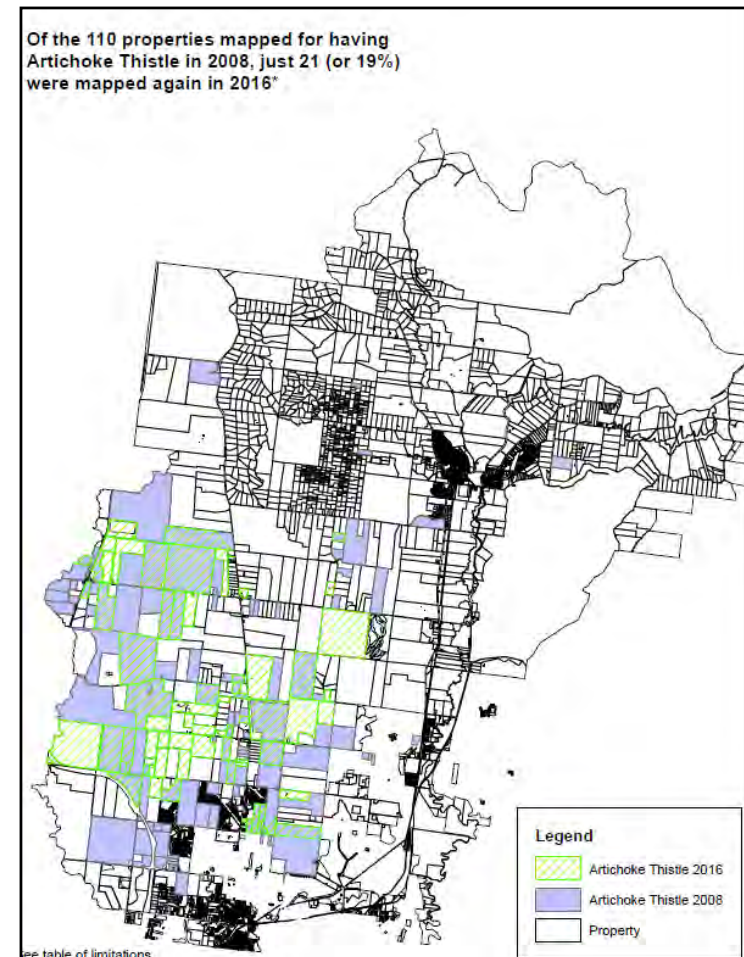 Of the 110 properties mapped for having
Artichoke Thistle in 2008, just 21 (or 19%)
were mapped again in 2016*
Legend
Artichoke Thistle 2016
Artichoke Thistle 2008
Property
ee table of limitations